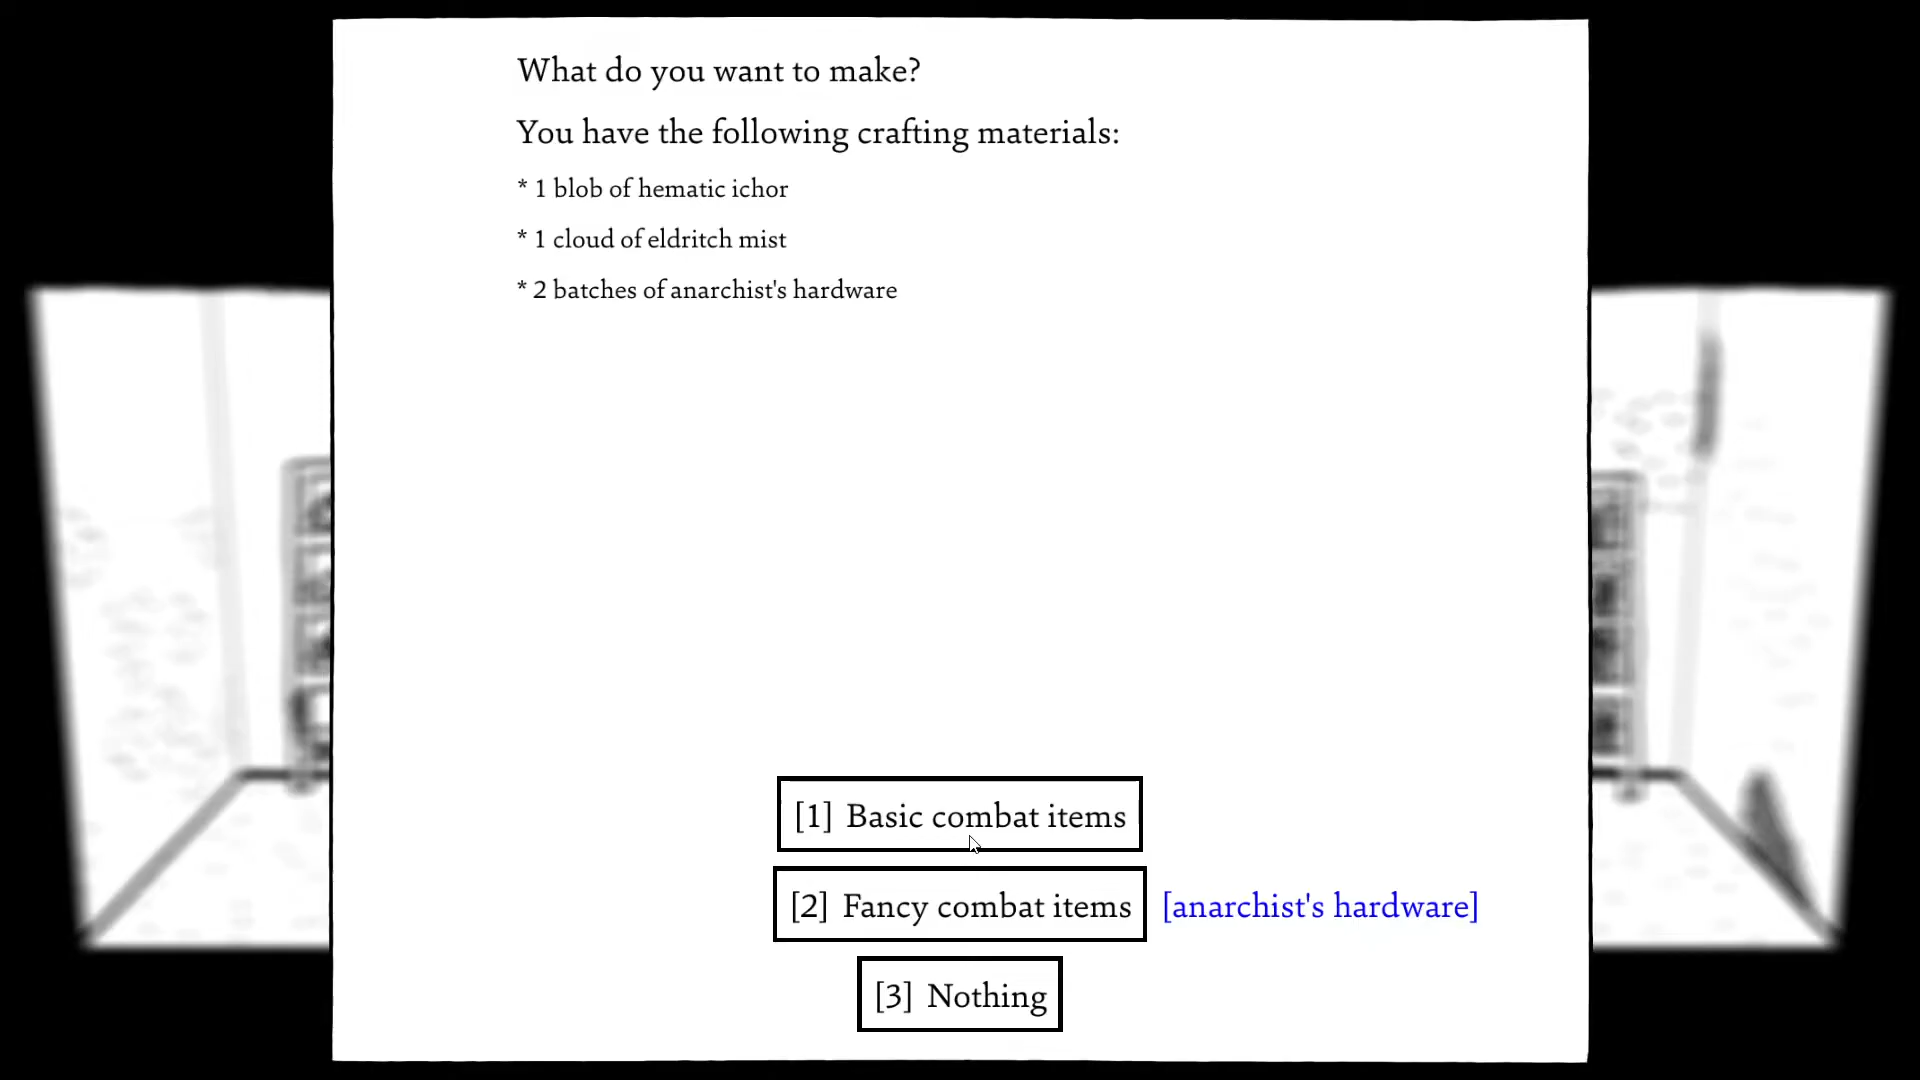 What do you want to make?
You have the following crafting materials:
* 1 blob of hematic ichor
* 1 cloud of eldritch mist
* 2 batches of anarchist's hardware
[1] Basic combat items
[2] Fancy combat items [anarchist's hardware]
[3] Nothing